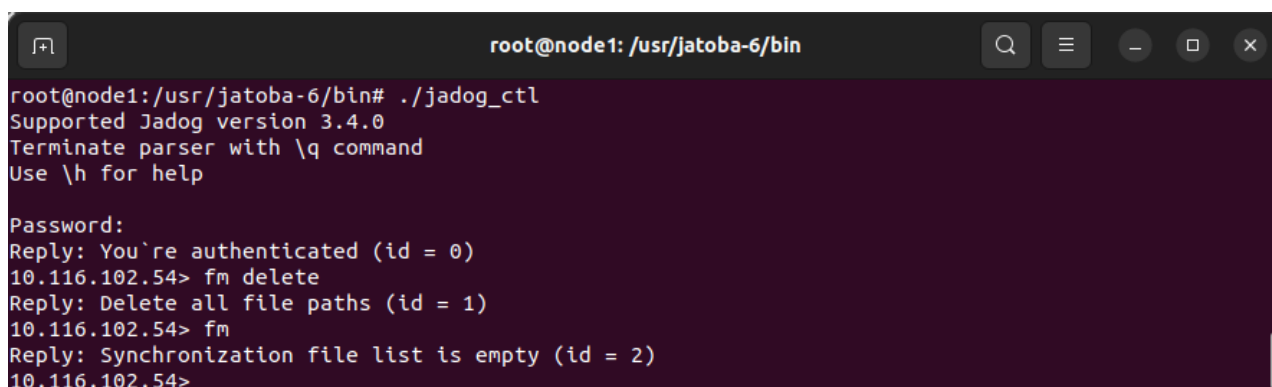 root@node1: /usr/jatoba-6/bin
root@node1:/usr/jatoba-6/bin# ./jadog_ctl
Supported Jadog version 3.4.0
Terminate parser with \q command
Use \h for help
Password:
Reply: You`re authenticated (id = 0)
10.116.102.54> fm delete
Reply: Delete all file paths (id = 1)
10.116.102.54> fm
Reply: Synchronization file list is empty (id = 2)
10.116.102.54>